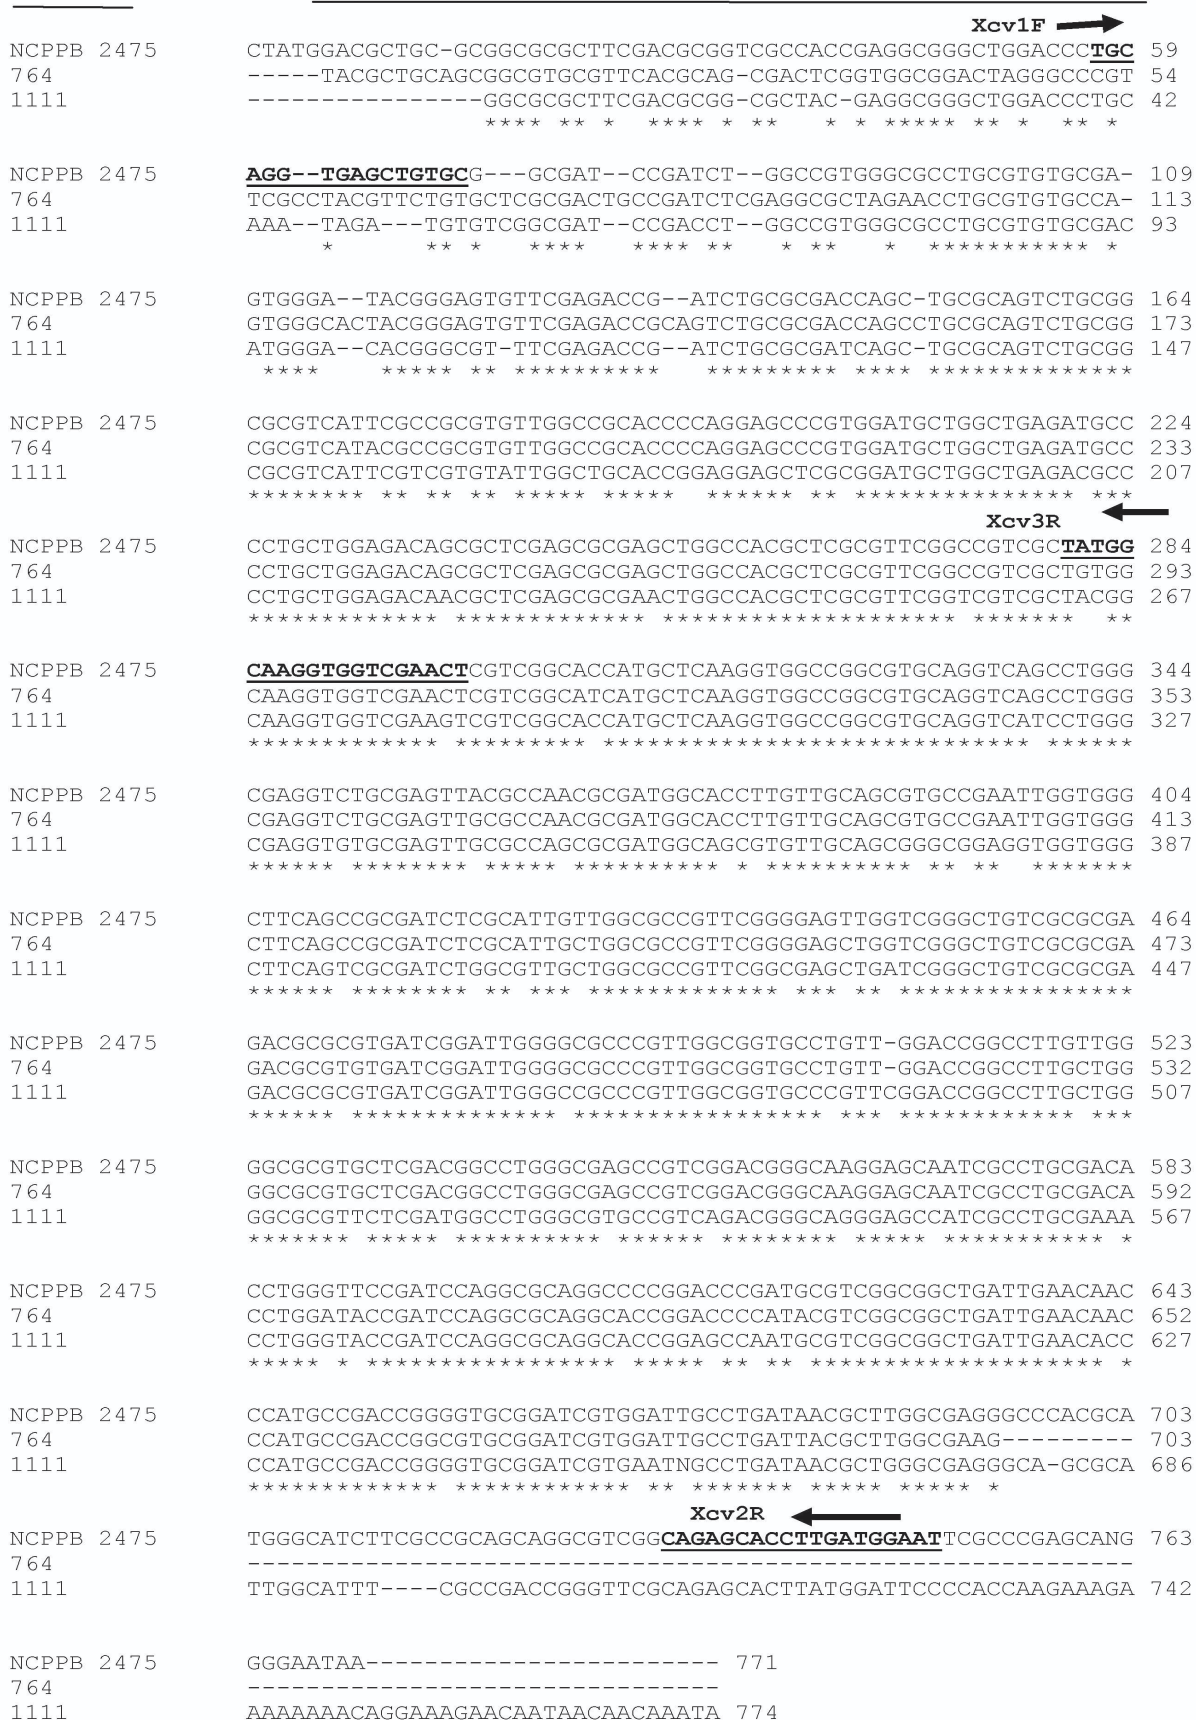 Xcv1F
NCPPB 2475 CTATGGACGCTGC-GCGGCGCGCTTCGACGCGGTCGCCACCGAGGCGGGCTGGACCCTGC 59
764 -----TACGCTGCAGCGGCGTGCGTTCACGCAG-CGACTCGGTGGCGGACTAGGGCCCGT 54
1111 ----------------GGCGCGCTTCGACGCGG-CGCTAC-GAGGCGGGCTGGACCCTGC 42
**** ** * **** * ** * * ***** ** * ** *
NCPPB 2475 AGG--TGAGCTGTGCG---GCGAT--CCGATCT--GGCCGTGGGCGCCTGCGTGTGCGA- 109
764 TCGCCTACGTTCTGTGCTCGCGACTGCCGATCTCGAGGCGCTAGAACCTGCGTGTGCCA- 113
1111 AAA--TAGA---TGTGTCGGCGAT--CCGACCT--GGCCGTGGGCGCCTGCGTGTGCGAC 93
* ** * **** **** ** * ** * ********** *
NCPPB 2475 GTGGGA--TACGGGAGTGTTCGAGACCG--ATCTGCGCGACCAGC-TGCGCAGTCTGCGG 164
764 GTGGGCACTACGGGAGTGTTCGAGACCGCAGTCTGCGCGACCAGCCTGCGCAGTCTGCGG 173
1111 ATGGGA--CACGGGCGT-TTCGAGACCG--ATCTGCGCGATCAGC-TGCGCAGTCTGCGG 147
**** ***** ** ********** ********* **** **************
NCPPB 2475 CGCGTCATTCGCCGCGTGTTGGCCGCACCCCAGGAGCCCGTGGATGCTGGCTGAGATGCC 224
764 CGCGTCATACGCCGCGTGTTGGCCGCACCCCAGGAGCCCGTGGATGCTGGCTGAGATGCC 233
1111 CGCGTCATTCGTCGTGTATTGGCTGCACCGGAGGAGCTCGCGGATGCTGGCTGAGACGCC 207
******** ** ** ** ***** ***** ****** ** *************** ***
Xcv3R
NCPPB 2475 CCTGCTGGAGACAGCGCTCGAGCGCGAGCTGGCCACGCTCGCGTTCGGCCGTCGCTATGG 284
764 CCTGCTGGAGACAGCGCTCGAGCGCGAGCTGGCCACGCTCGCGTTCGGCCGTCGCTGTGG 293
1111 CCTGCTGGAGACAACGCTCGAGCGCGAACTGGCCACGCTCGCGTTCGGTCGTCGCTACGG 267
************* ************* ******************** ******* **
NCPPB 2475 CAAGGTGGTCGAACTCGTCGGCACCATGCTCAAGGTGGCCGGCGTGCAGGTCAGCCTGGG 344
764 CAAGGTGGTCGAACTCGTCGGCATCATGCTCAAGGTGGCCGGCGTGCAGGTCAGCCTGGG 353
1111 CAAGGTGGTCGAAGTCGTCGGCACCATGCTCAAGGTGGCCGGCGTGCAGGTCATCCTGGG 327
************* ********* ***************************** ******
NCPPB 2475 CGAGGTCTGCGAGTTACGCCAACGCGATGGCACCTTGTTGCAGCGTGCCGAATTGGTGGG 404
764 CGAGGTCTGCGAGTTGCGCCAACGCGATGGCACCTTGTTGCAGCGTGCCGAATTGGTGGG 413
1111 CGAGGTGTGCGAGTTGCGCCAGCGCGATGGCAGCGTGTTGCAGCGGGCGGAGGTGGTGGG 387
****** ******** ***** ********** * ********** ** ** *******
NCPPB 2475 CTTCAGCCGCGATCTCGCATTGTTGGCGCCGTTCGGGGAGTTGGTCGGGCTGTCGCGCGA 464
764 CTTCAGCCGCGATCTCGCATTGCTGGCGCCGTTCGGGGAGCTGGTCGGGCTGTCGCGCGA 473
1111 CTTCAGTCGCGATCTGGCGTTGCTGGCGCCGTTCGGCGAGCTGATCGGGCTGTCGCGCGA 447
****** ******** ** *** ************* *** ** ****************
NCPPB 2475 GACGCGCGTGATCGGATTGGGGCGCCCGTTGGCGGTGCCTGTT-GGACCGGCCTTGTTGG 523
764 GACGCGTGTGATCGGATTGGGGCGCCCGTTGGCGGTGCCTGTT-GGACCGGCCTTGCTGG 532
1111 GACGCGCGTGATCGGATTGGGCCGCCCGTTGGCGGTGCCCGTTCGGACCGGCCTTGCTGG 507
****** ************** ***************** *** ************ ***
NCPPB 2475 GGCGCGTGCTCGACGGCCTGGGCGAGCCGTCGGACGGGCAAGGAGCAATCGCCTGCGACA 583
764 GGCGCGTGCTCGACGGCCTGGGCGAGCCGTCGGACGGGCAAGGAGCAATCGCCTGCGACA 592
1111 GGCGCGTTCTCGATGGCCTGGGCGTGCCGTCAGACGGGCAGGGAGCCATCGCCTGCGAAA 567
******* ***** ********** ****** ******** ***** *********** *
NCPPB 2475 CCTGGGTTCCGATCCAGGCGCAGGCCCCGGACCCGATGCGTCGGCGGCTGATTGAACAAC 643
764 CCTGGATACCGATCCAGGCGCAGGCACCGGACCCCATACGTCGGCGGCTGATTGAACAAC 652
1111 CCTGGGTACCGATCCAGGCGCAGGCACCGGAGCCAATGCGTCGGCGGCTGATTGAACACC 627
***** * ***************** ***** ** ** ******************** *
NCPPB 2475 CCATGCCGACCGGGGTGCGGATCGTGGATTGCCTGATAACGCTTGGCGAGGGCCCACGCA 703
764 CCATGCCGACCGGCGTGCGGATCGTGGATTGCCTGATTACGCTTGGCGAAG--------- 703
1111 CCATGCCGACCGGGGTGCGGATCGTGAATNGCCTGATAACGCTGGGCGAGGGCA-GCGCA 686
************* ************ ** ******* ***** ***** *
Xcv2R
NCPPB 2475 TGGGCATCTTCGCCGCAGCAGGCGTCGGCAGAGCACCTTGATGGAATTCGCCCGAGCANG 763
764 ------------------------------------------------------------
1111 TTGGCATTT----CGCCGACCGGGTTCGCAGAGCACTTATGGATTCCCCACCAAGAAAGA 742
NCPPB 2475 GGGAATAA------------------------ 771
764 --------------------------------
1111 AAAAAAACAGGAAAGAACAATAACAACAAATA 774